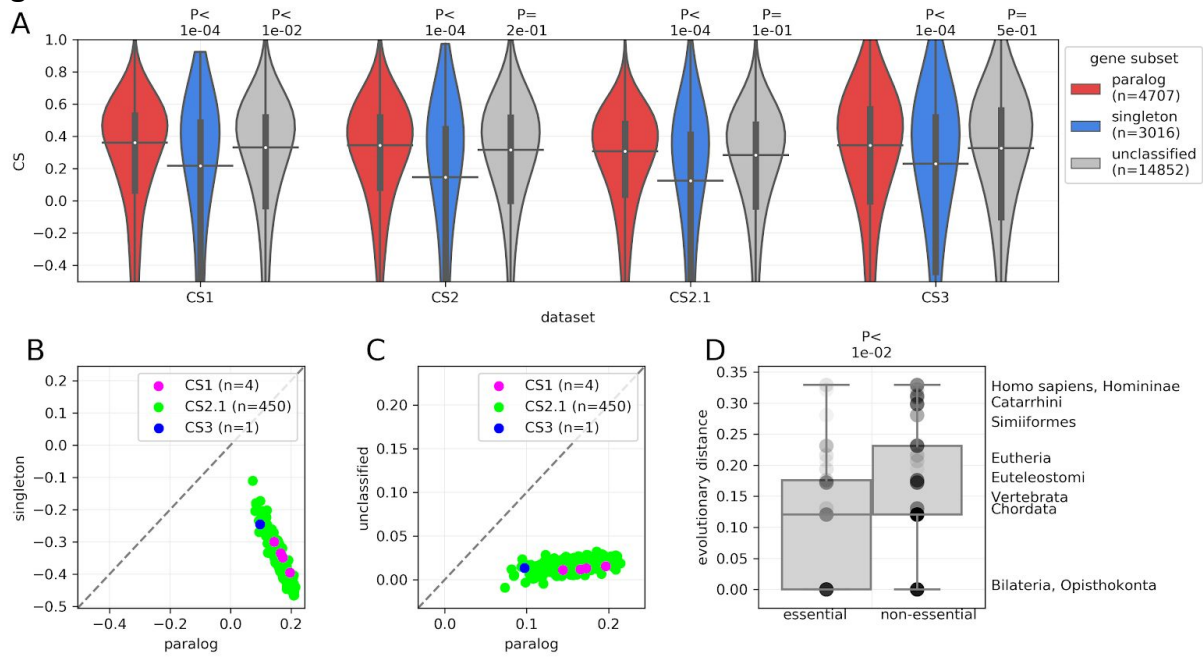 A
P<
1e-04
P<
1e-02
P<
1e-04
P=
2e-01
P<
1e-04
P=
1e-01
P<
1e-04
P=
5e-01
CS
1.0
0.8
0.6
0.4
0.2
0.0
−0.2
−0.4
CS1
CS2
CS2.1
CS3
dataset
gene subset
paralog
(n=4707)
singleton
(n=3016)
unclassified
(n=14852)
B
CS1 (n=4)
CS2.1 (n=450)
CS3 (n=1)
singleton
0.2
0.1
0.0
−0.1
−0.2
−0.3
−0.4
−0.5
−0.4
−0.2
0.0
0.2
paralog
C
CS1 (n=4)
CS2.1 (n=450)
CS3 (n=1)
unclassified
0.20
0.15
0.10
0.05
0.00
0.0
0.1
0.2
paralog
D
P<
1e-02
evolutionary distance
0.35
0.30
0.25
0.20
0.15
0.10
0.05
0.00
essential
non-essential
Homo sapiens, Homininae
Catarrhini
Simiiformes
Eutheria
Euteleostomi
Vertebrata
Chordata
Bilateria, Opisthokonta